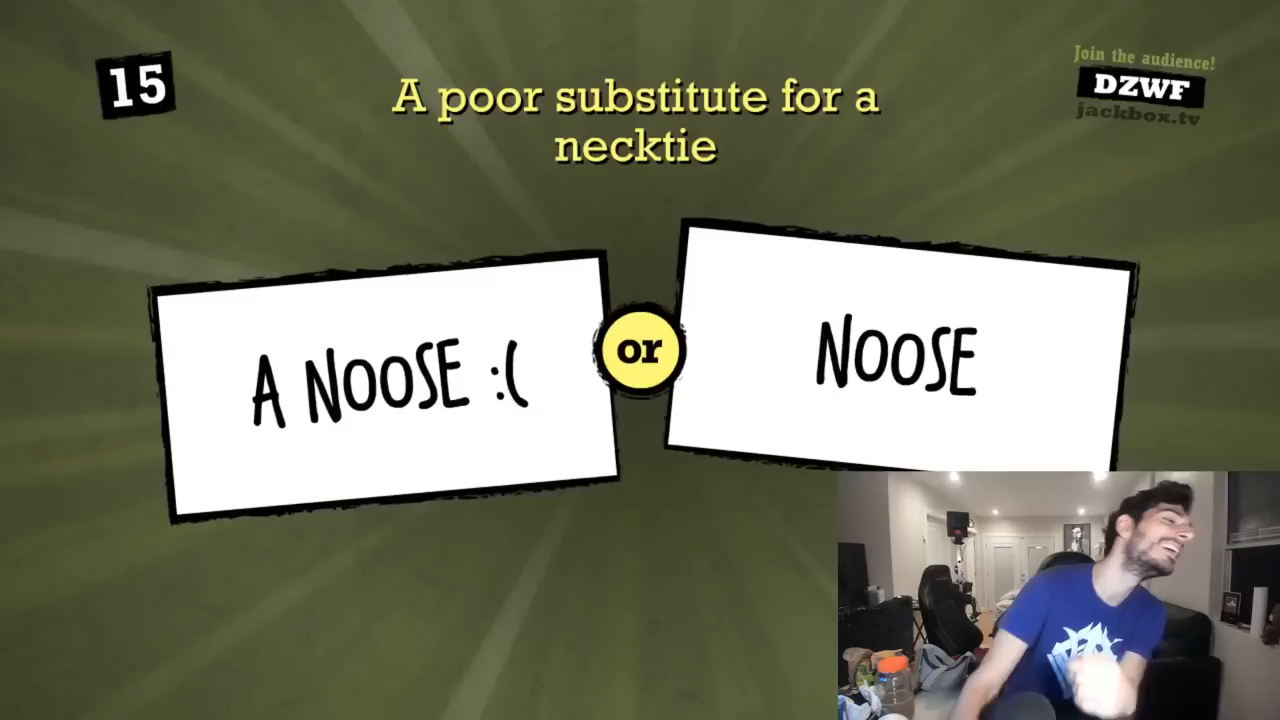 15
A poor substitute for a
necktie
Join the audience!
DZWF
jackbox.tv
A NOOSE :(
or
NOOSE